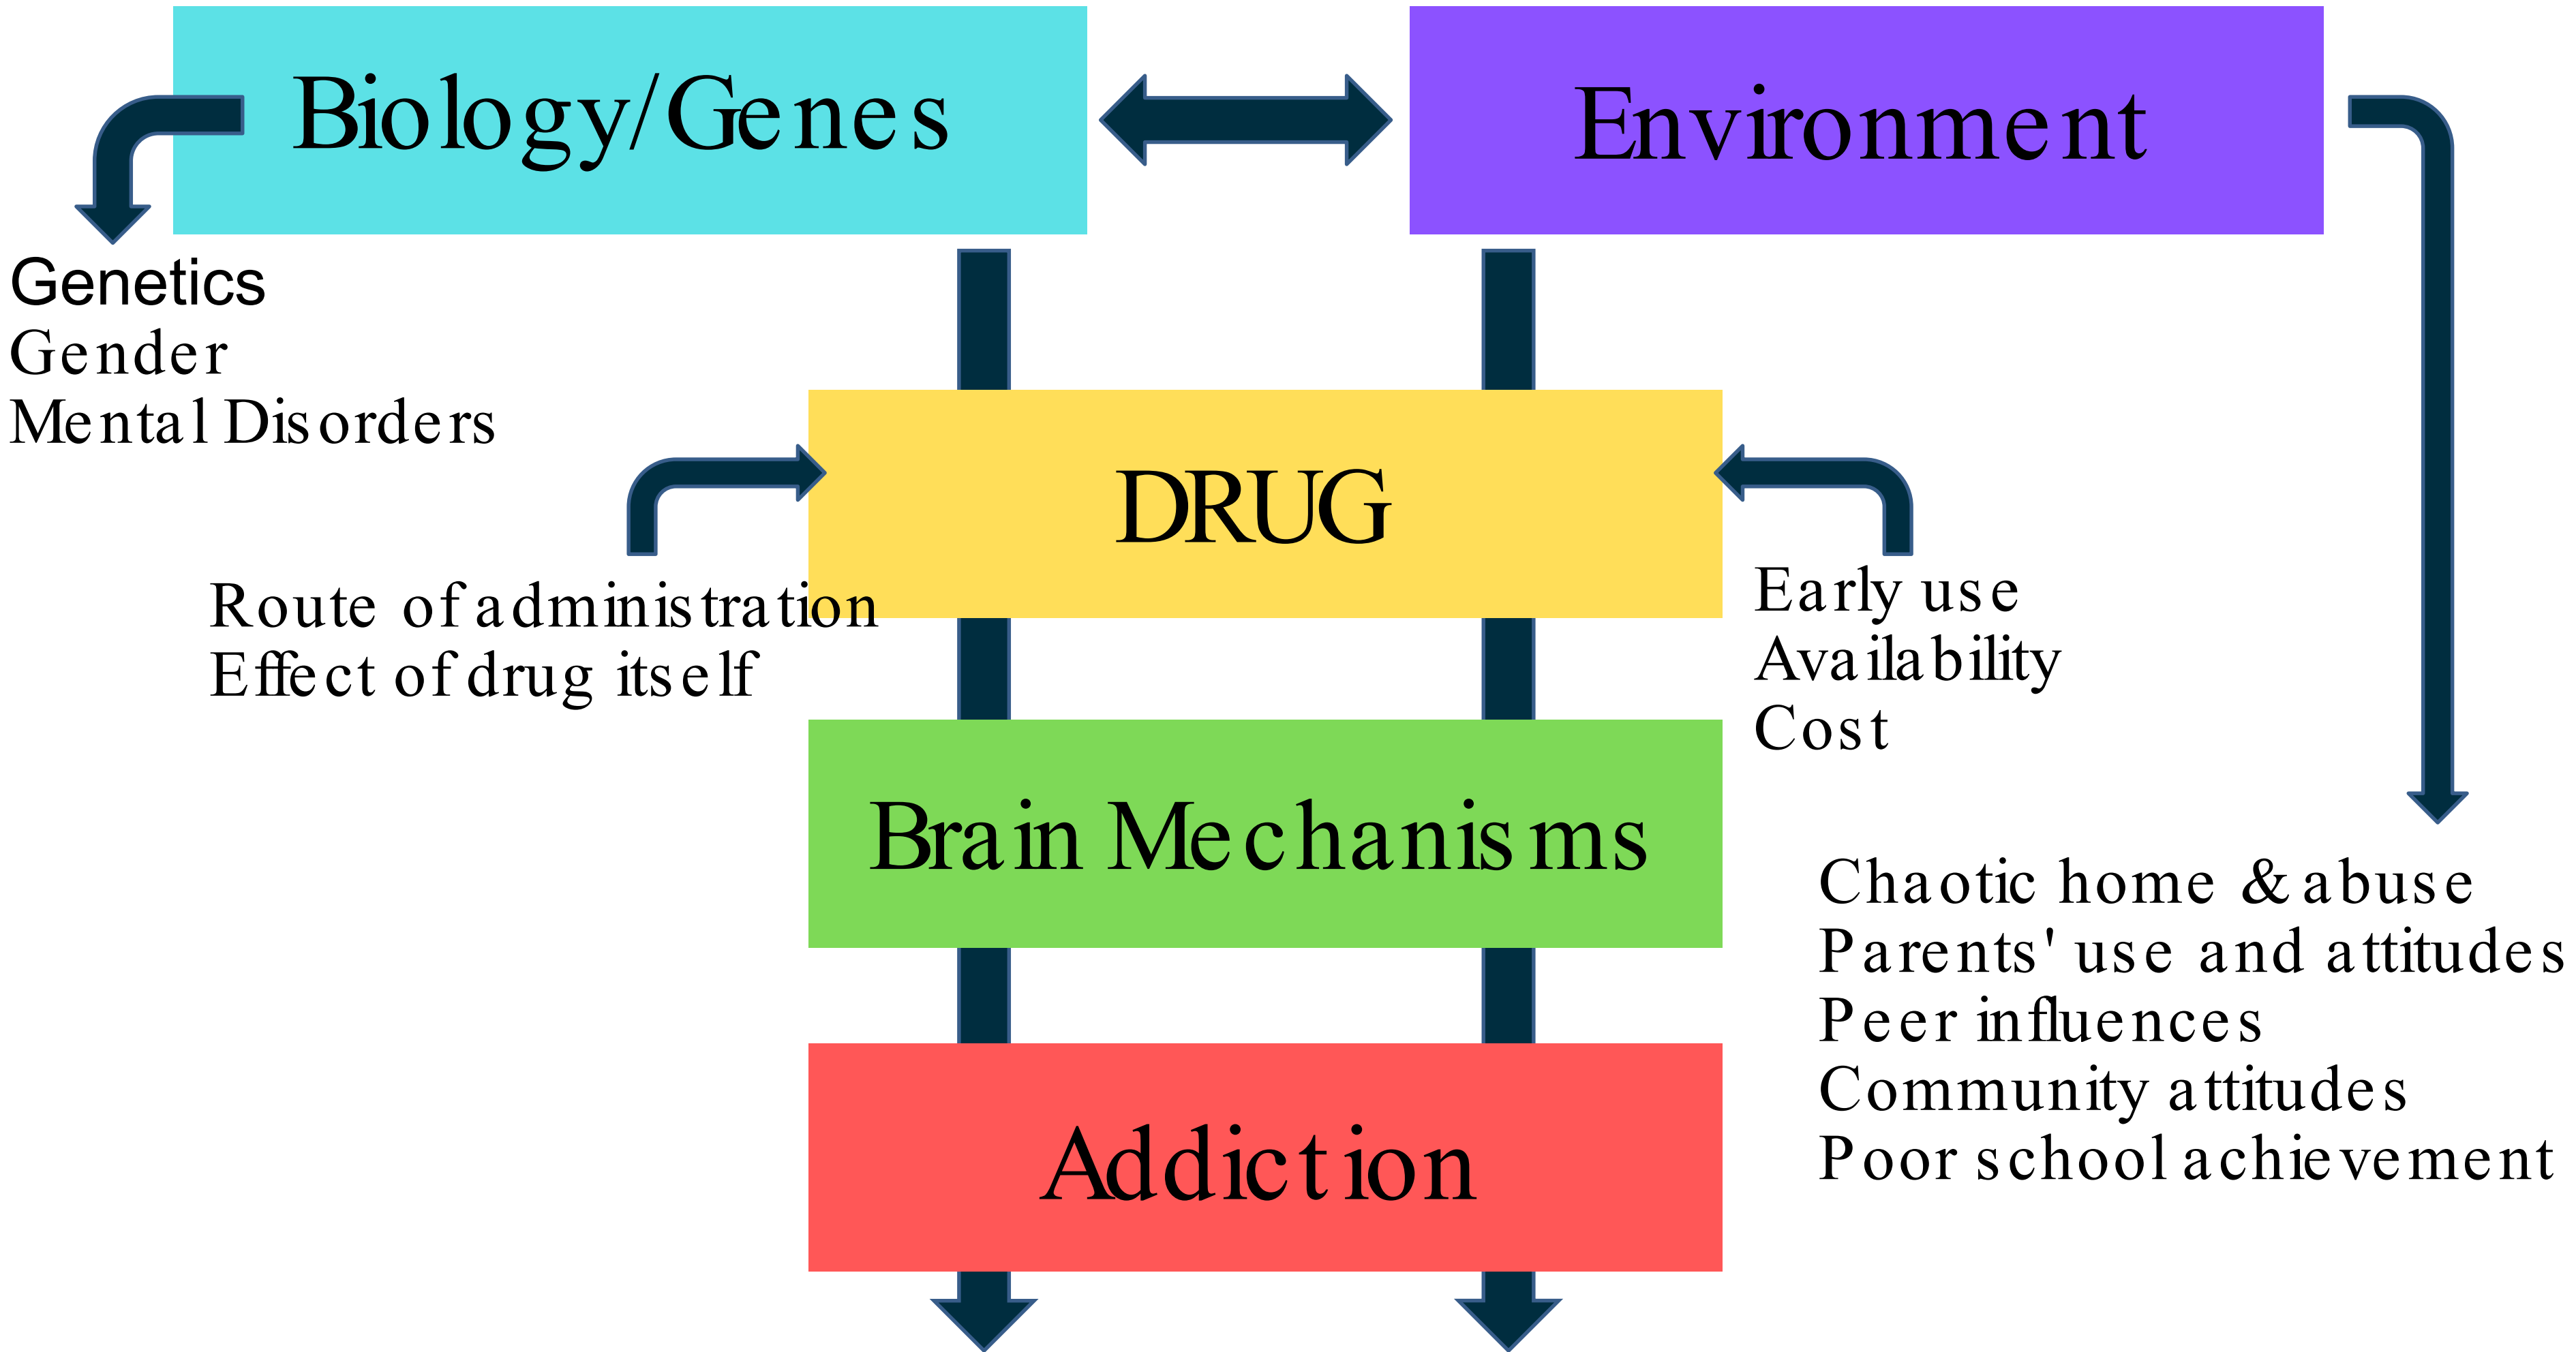 Biology/Genes
Environment
Genetics
Gender
Mental Disorders
DRUG
Route of administration
Effect of drug itself
Early use
Availability
Cost
Brain Mechanisms
Chaotic home & abuse
Parents' use and attitudes
Peer influences
Community attitudes
Poor school achievement
Addiction